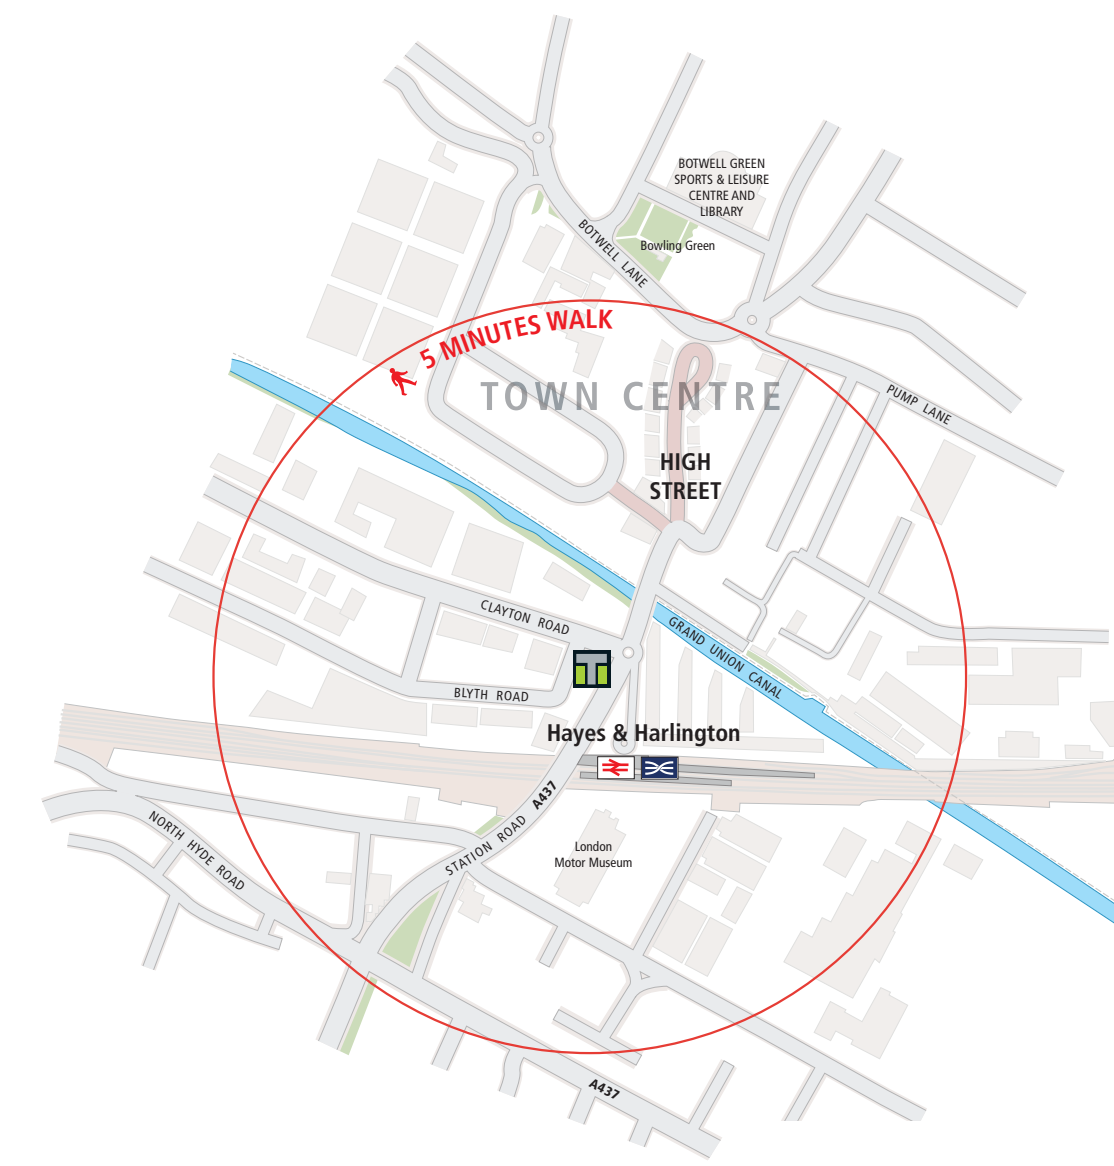 BOTWELL GREEN
SPORTS & LEISURE
CENTRE AND
LIBRARY
BOTWELL LANE
Bowling Green
5 MINUTES WALK
TOWN CENTRE
PUMP LANE
HIGH
STREET
CLAYTON ROAD
GRAND UNION CANAL
BLYTH ROAD
Hayes & Harlington
A437
STATION ROAD
NORTH HYDE ROAD
London
Motor Museum
A437